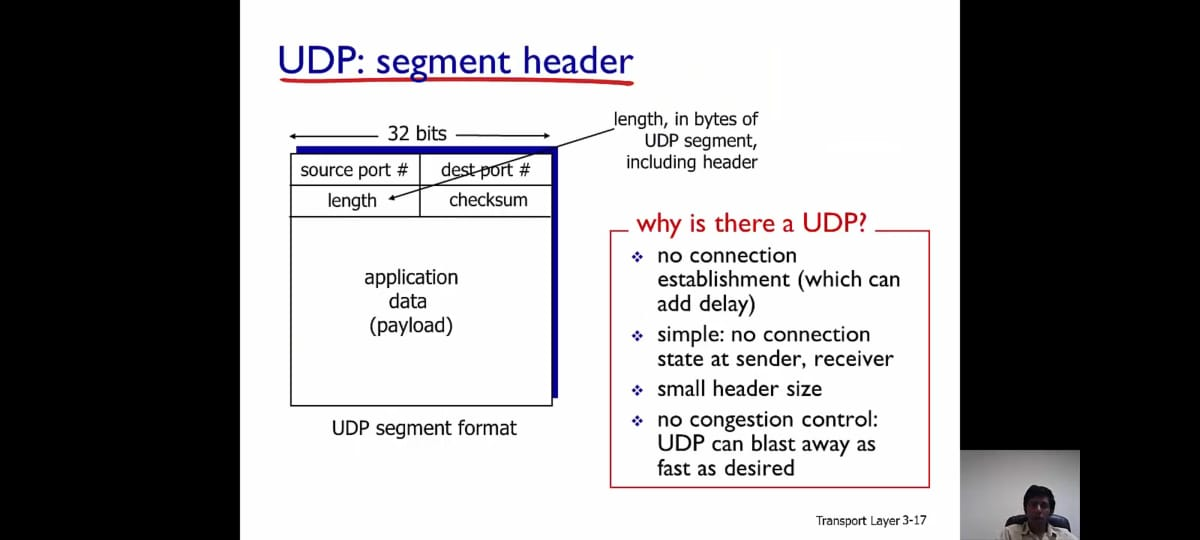 UDP: segment header
32 bits
source port #
dest port #
length
checksum
application
data
(payload)
UDP segment format
length, in bytes of
UDP segment,
including header
why is there a UDP?
❖ no connection
establishment (which can
add delay)
❖ simple: no connection
state at sender, receiver
❖ small header size
❖ no congestion control:
UDP can blast away as
fast as desired
Transport Layer 3-17